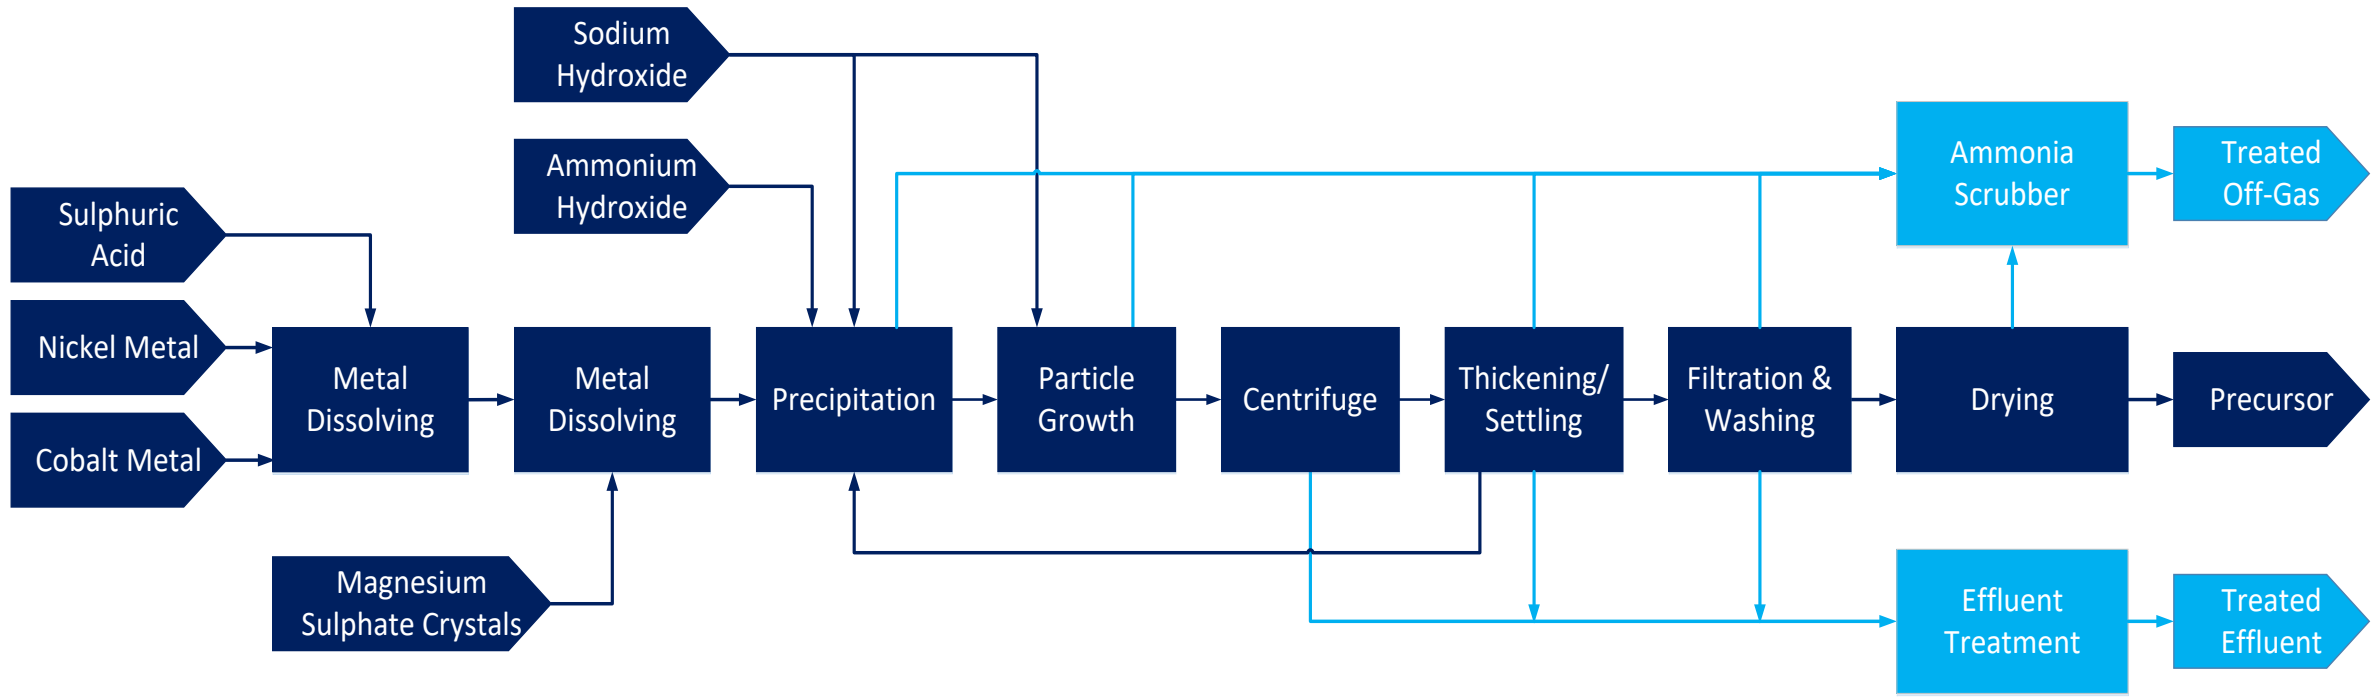 Sodium
Hydroxide
Ammonium
Hydroxide
Sulphuric
Acid
Nickel Metal
Cobalt Metal
Magnesium
Sulphate Crystals
Metal
Dissolving
Metal
Dissolving
Precipitation
Particle
Growth
Centrifuge
Thickening/
Settling
Filtration &
Washing
Drying
Precursor
Ammonia
Scrubber
Treated
Off-Gas
Effluent
Treatment
Treated
Effluent